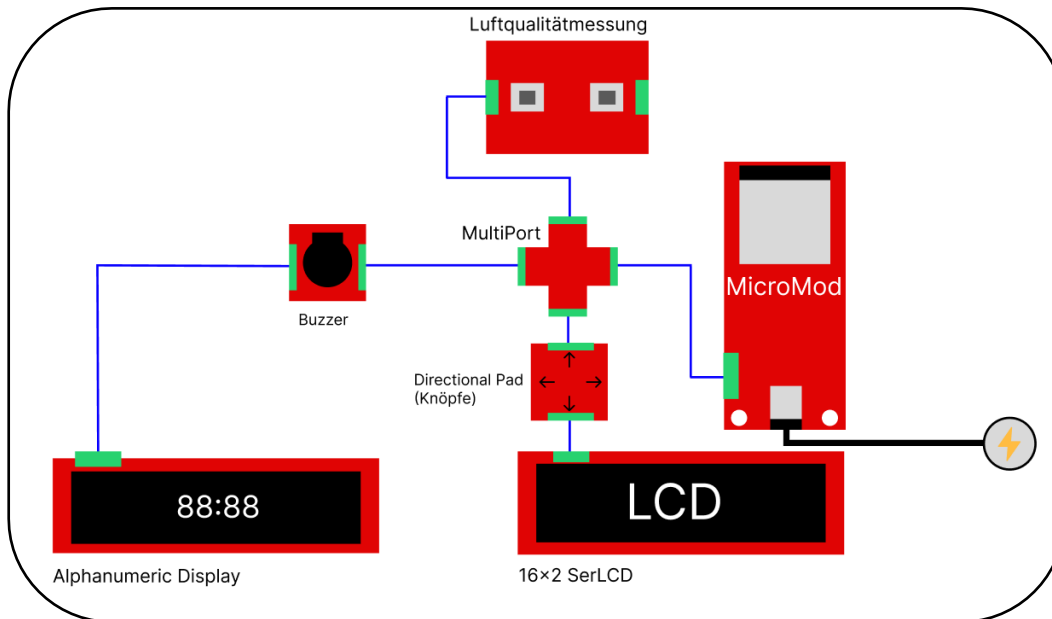 Luftqualitätmessung
MultiPort
MicroMod
Buzzer
Directional Pad
(Knöpfe)
88:88
LCD
Alphanumeric Display
16×2 SerLCD